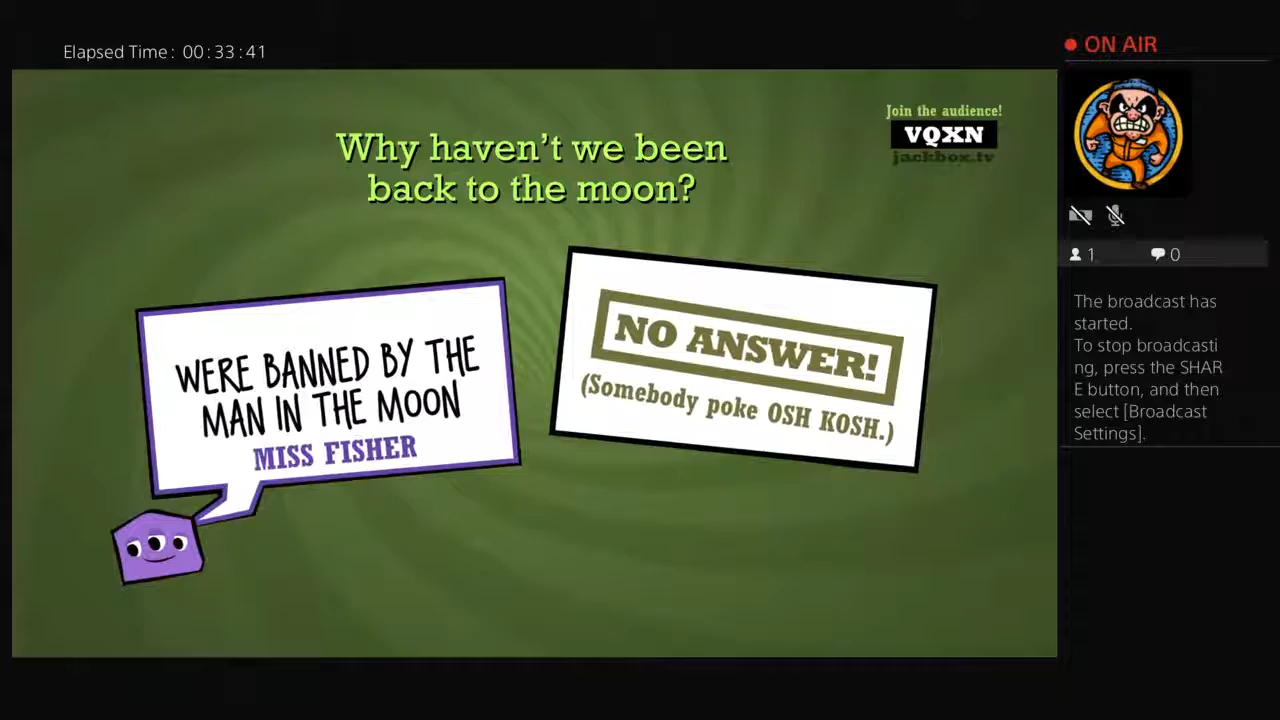 Elapsed Time: 00:33:41
ON AIR
Join the audience!
VQXN
jackbox.tv
Why haven't we been
back to the moon?
WERE BANNED BY THE
MAN IN THE MOON
MISS FISHER
NO ANSWER!
(Somebody poke OSH KOSH.)
1
0
The broadcast has
started.
To stop broadcasti
ng, press the SHAR
E button, and then
select [Broadcast
Settings].